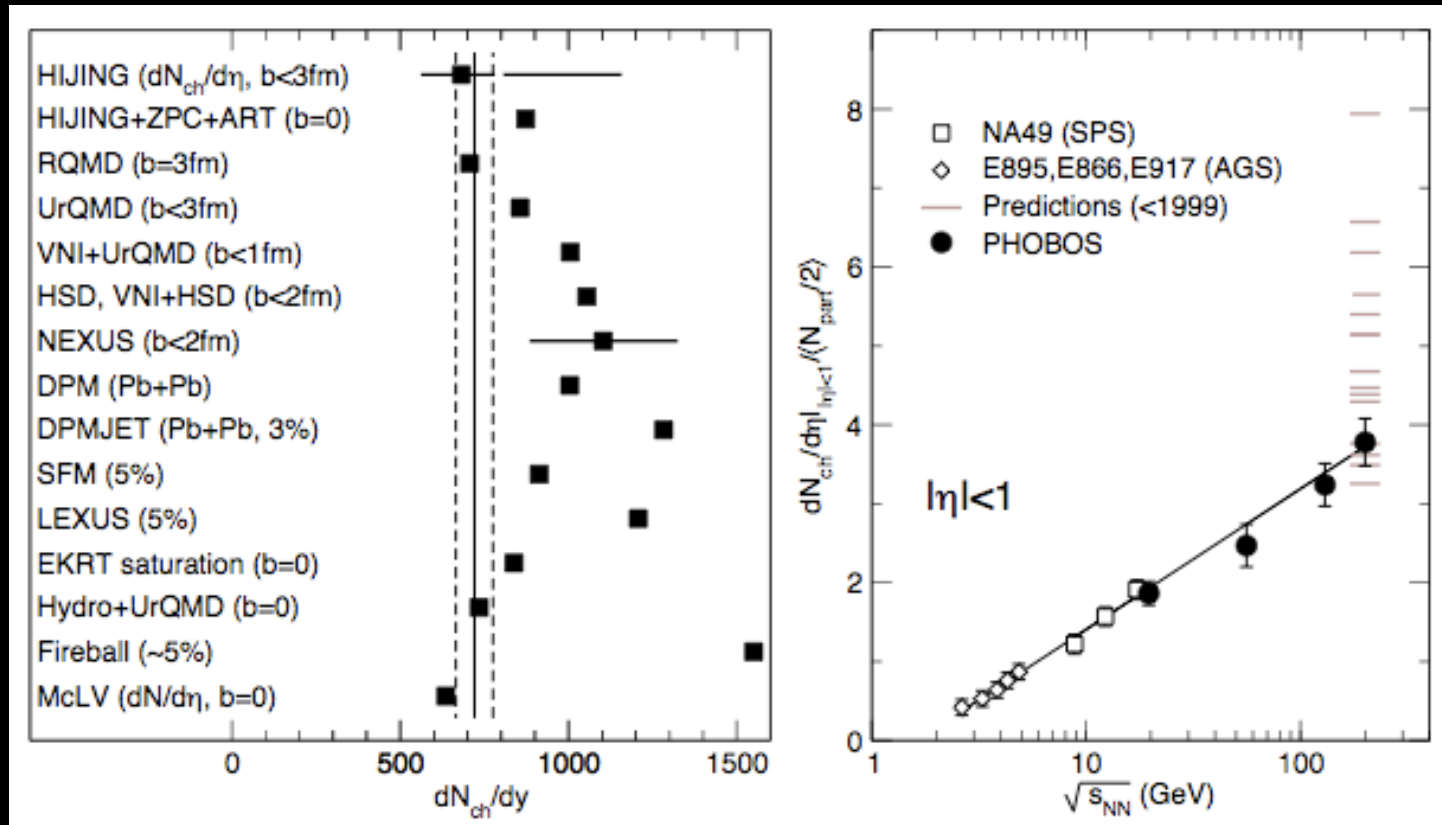 HIJING (dN_ch/dη, b<3fm)
HIJING+ZPC+ART (b=0)
RQMD (b=3fm)
UrQMD (b<3fm)
VNI+UrQMD (b<1fm)
HSD, VNI+HSD (b<2fm)
NEXUS (b<2fm)
DPM (Pb+Pb)
DPMJET (Pb+Pb, 3%)
SFM (5%)
LEXUS (5%)
EKRT saturation (b=0)
Hydro+UrQMD (b=0)
Fireball (~5%)
McLV (dN/dη, b=0)
0 500 1000 1500
dN_ch/dy
dN_ch/dη|_|η|<1/⟨N_part/2⟩
8
6
4
2
0
NA49 (SPS)
E895,E866,E917 (AGS)
Predictions (<1999)
PHOBOS
|η|<1
1 10 100
√s_NN (GeV)